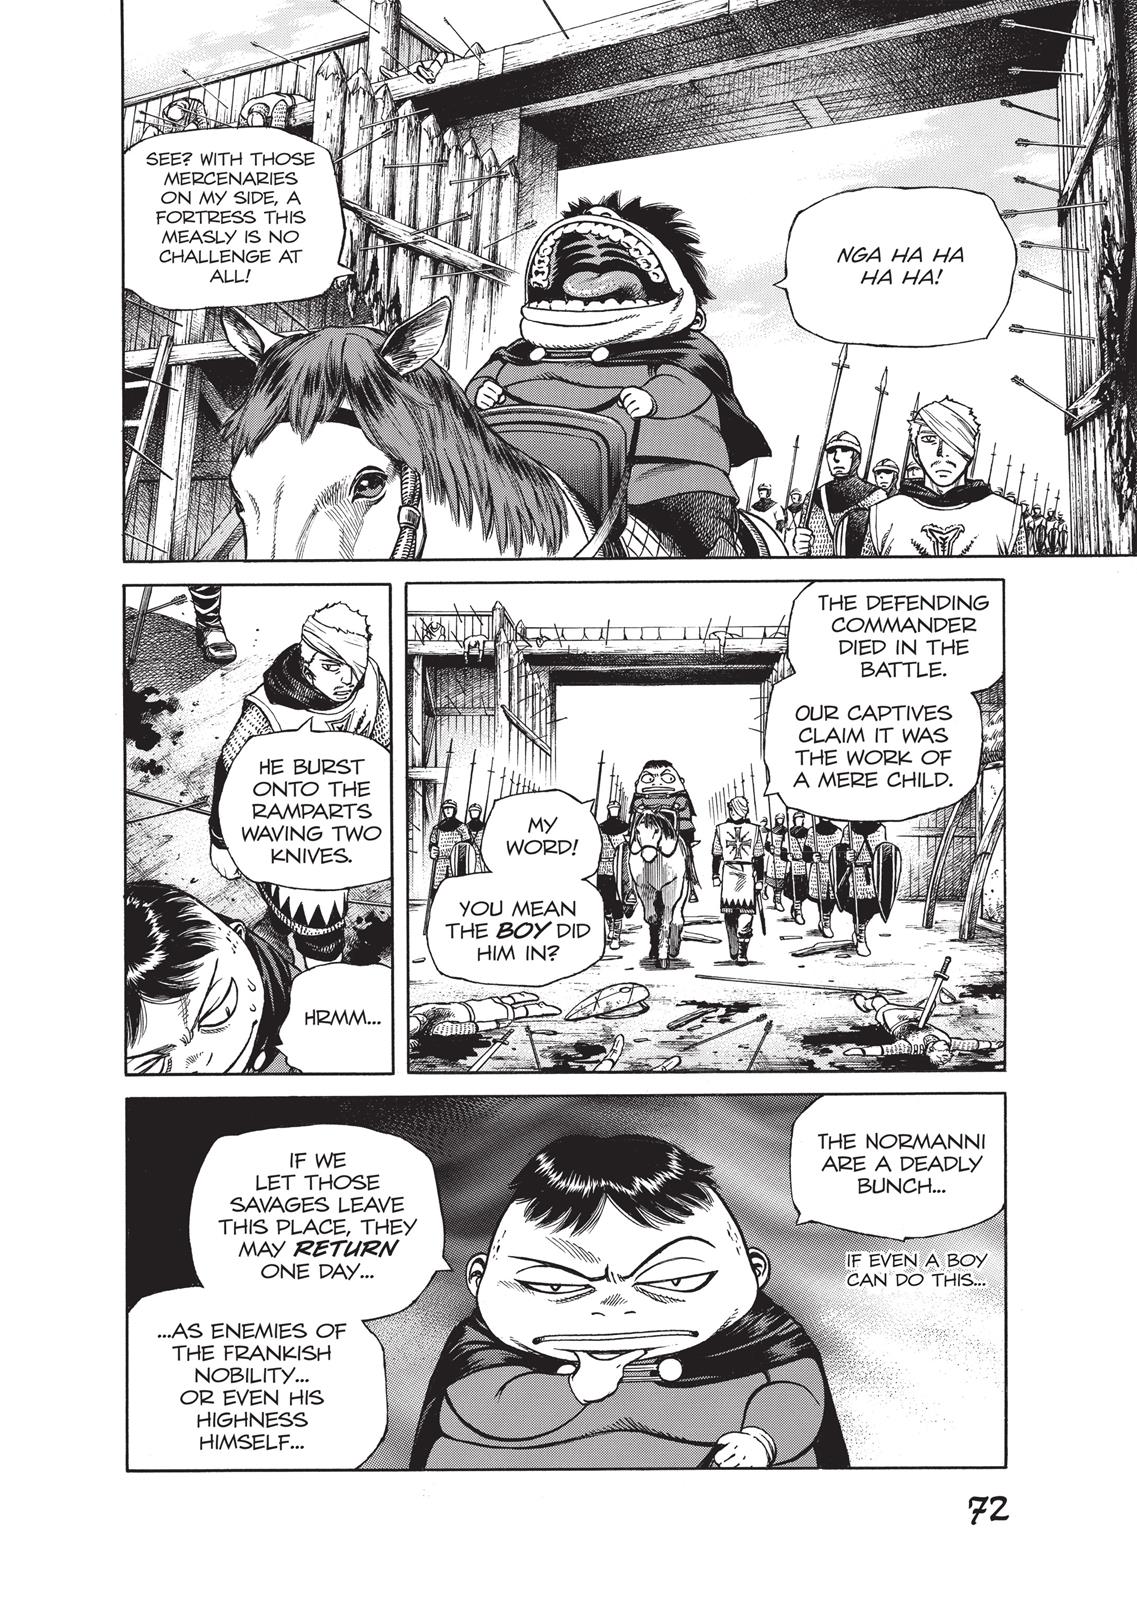 NGA HA HA
HA HA!
SEE? WITH THOSE
MERCENARIES
ON MY SIDE, A
FORTRESS THIS
MEASLY IS NO
CHALLENGE AT
ALL!
THE DEFENDING
COMMANDER
DIED IN THE
BATTLE.
OUR CAPTIVES
CLAIM IT WAS
THE WORK OF
A MERE CHILD.
MY
WORD!
YOU MEAN
THE BOY DID
HIM IN?
HE BURST
ONTO THE
RAMPARTS
WAVING TWO
KNIVES.
HRMM...
THE NORMANNI
ARE A DEADLY
BUNCH...
IF EVEN A BOY
CAN DO THIS...
IF WE
LET THOSE
SAVAGES LEAVE
THIS PLACE, THEY
MAY RETURN
ONE DAY...
...AS ENEMIES OF
THE FRANKISH
NOBILITY...
OR EVEN HIS
HIGHNESS
HIMSELF...
72